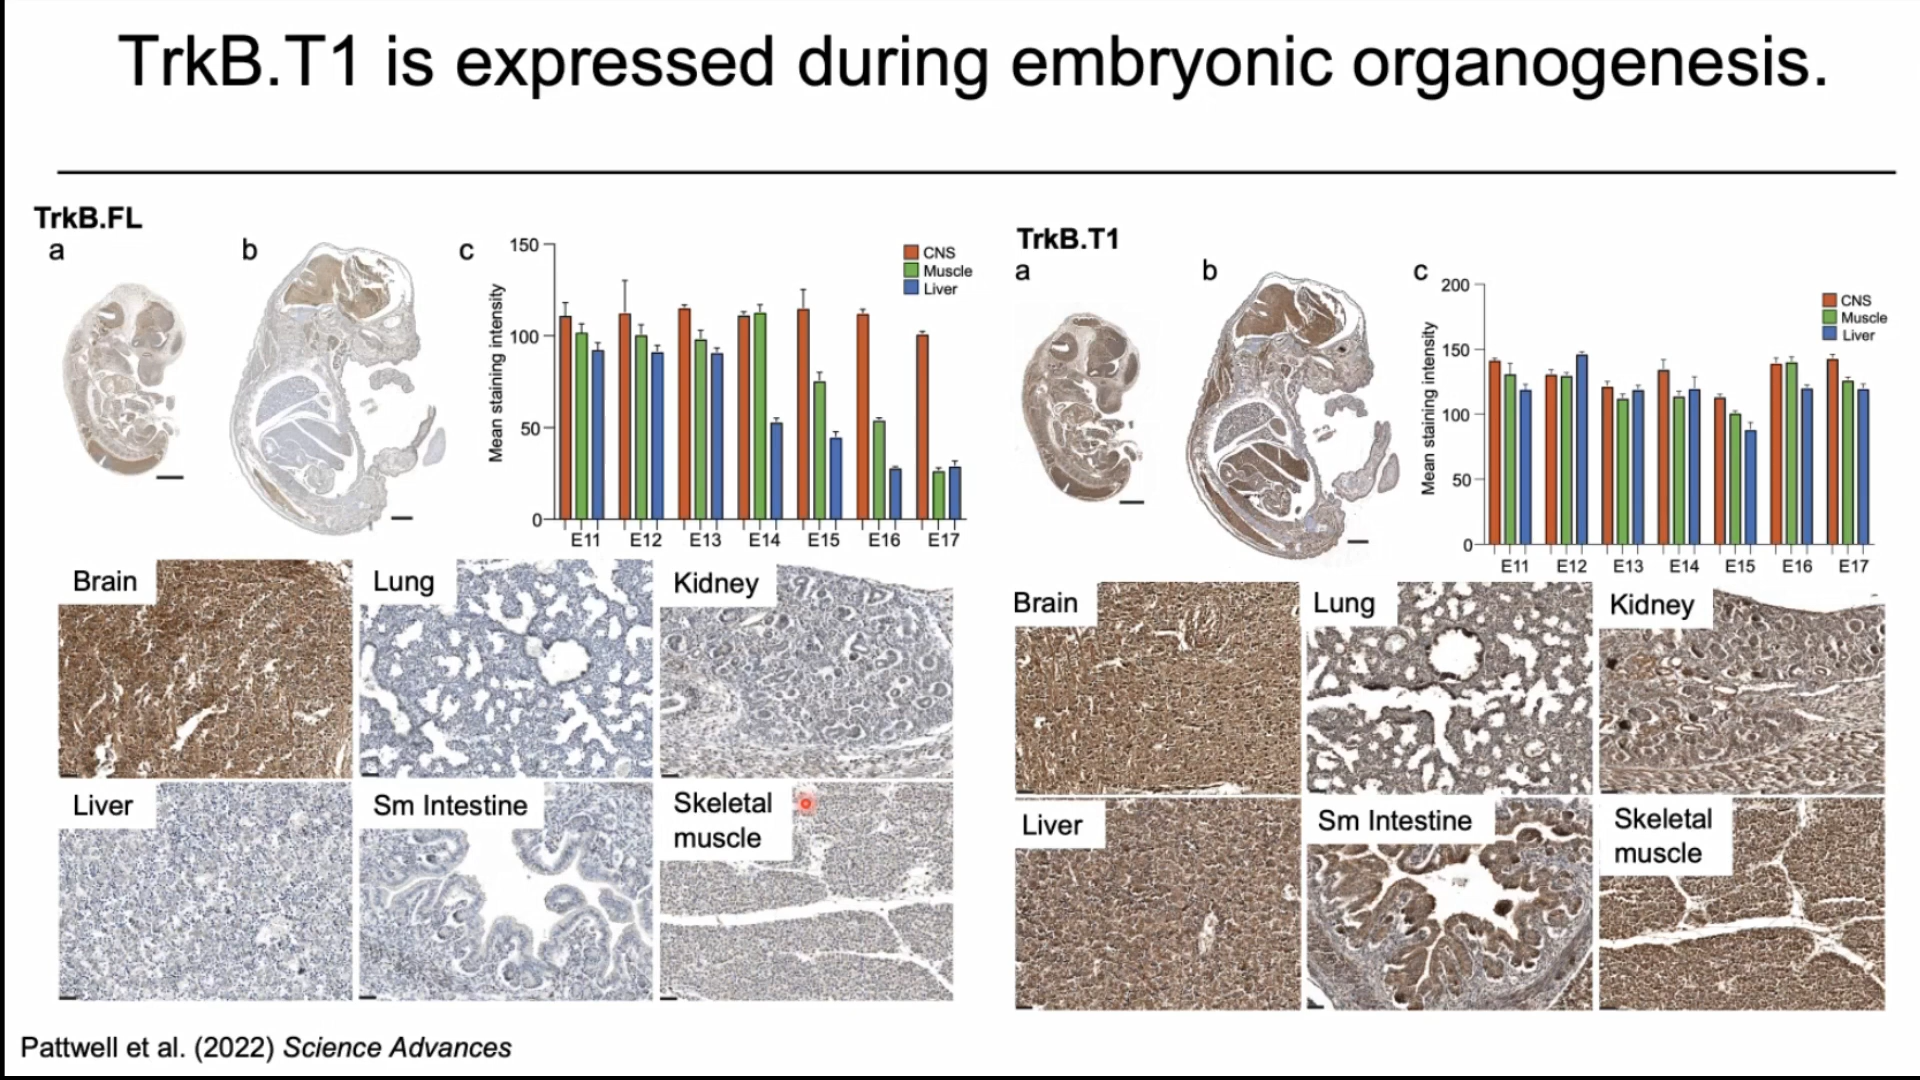 TrkB.T1 is expressed during embryonic organogenesis.
TrkB.FL
a
b
c
150
100
50
0
Mean staining intensity
CNS
Muscle
Liver
E11 E12 E13 E14 E15 E16 E17
Brain
Lung
Kidney
Liver
Sm Intestine
Skeletal
muscle
TrkB.T1
a
b
c
200
150
100
50
0
Mean staining intensity
CNS
Muscle
Liver
E11 E12 E13 E14 E15 E16 E17
Brain
Lung
Kidney
Liver
Sm Intestine
Skeletal
muscle
Pattwell et al. (2022) Science Advances